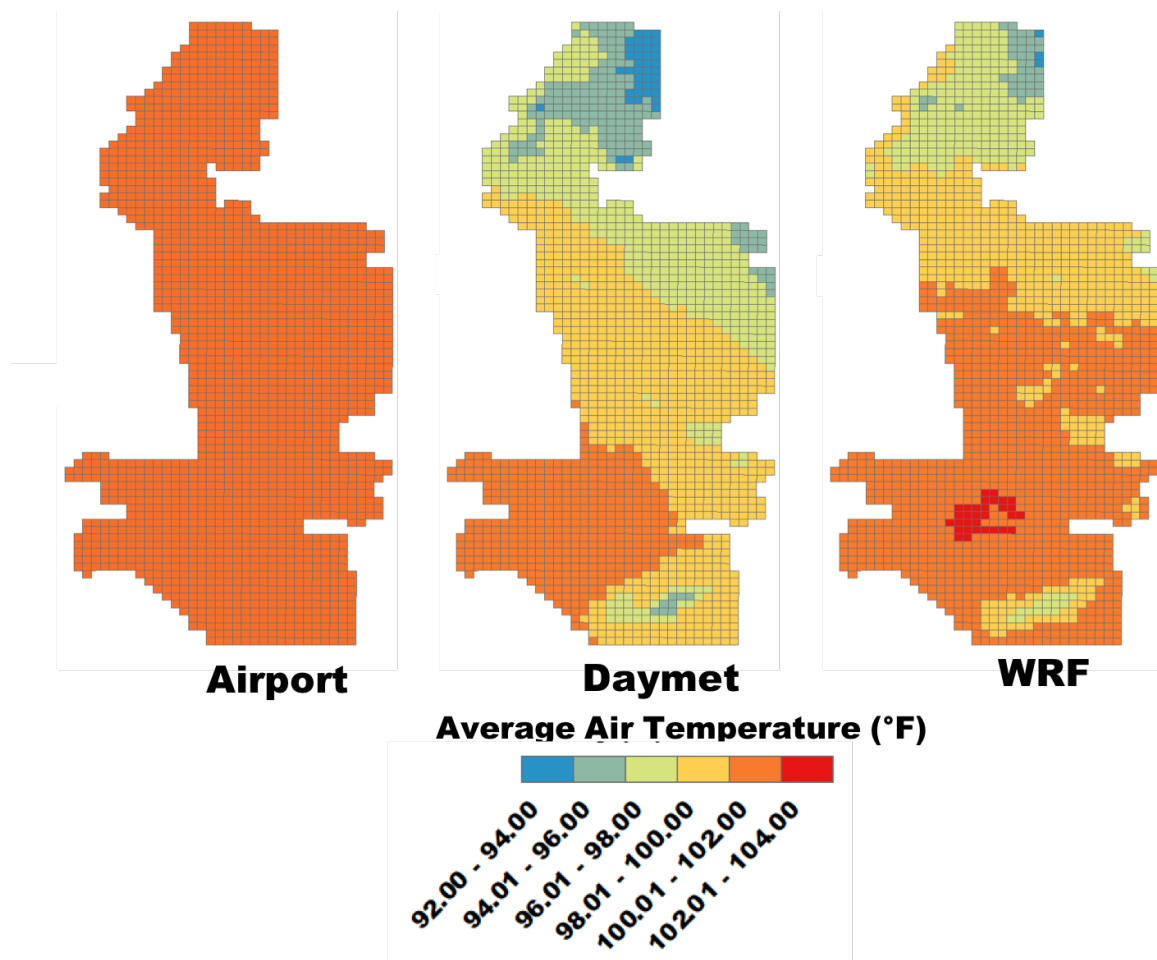 Airport
Daymet
WRF
Average Air Temperature (°F)
92.00 - 94.00
94.01 - 96.00
96.01 - 98.00
98.01 - 100.00
100.01 - 102.00
102.01 - 104.00